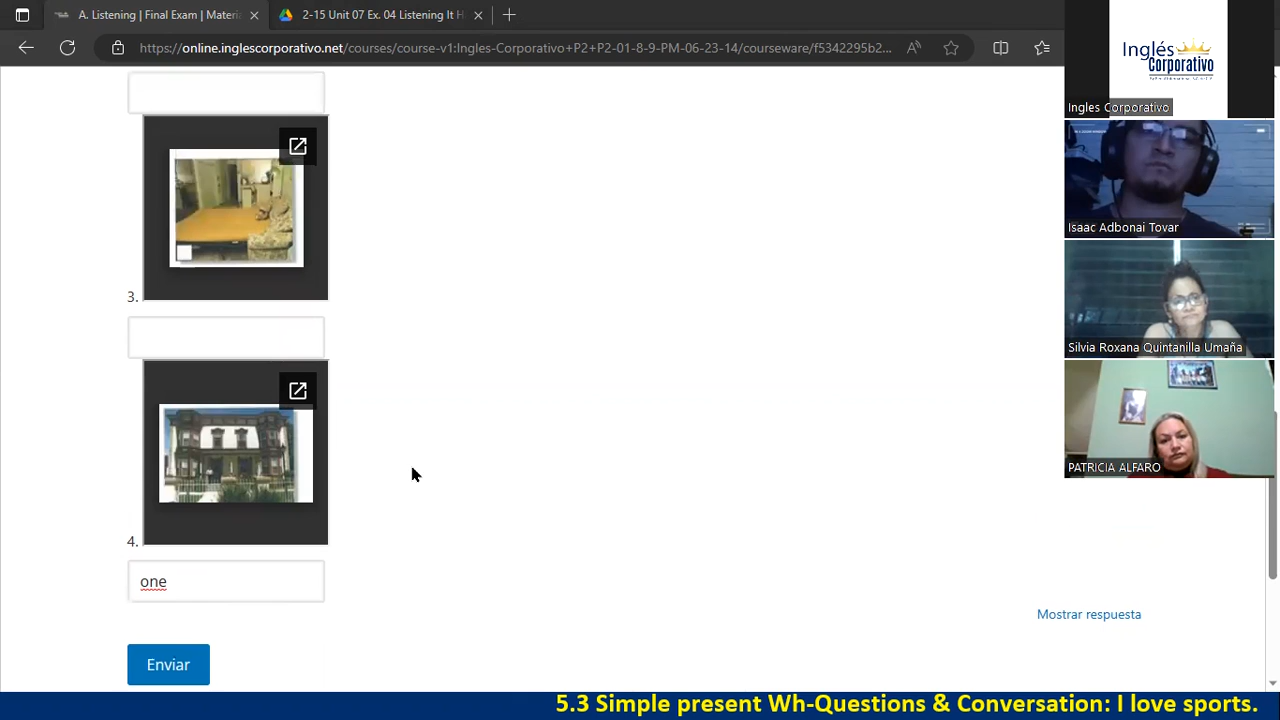 A. Listening | Final Exam | Materi
2-15 Unit 07 Ex. 04 Listening It H
https://online.inglescorporativo.net/courses/course-v1:Ingles-Corporativo+P2+P2-01-8-9-PM-06-23-14/courseware/f5342295b2...
Inglés
Corporativo
Ingles Corporativo
Isaac Adbonai Tovar
Silvia Roxana Quintanilla Umaña
PATRICIA ALFARO
3.
4.
one
Mostrar respuesta
Enviar
5.3 Simple present Wh-Questions & Conversation: I love sports.